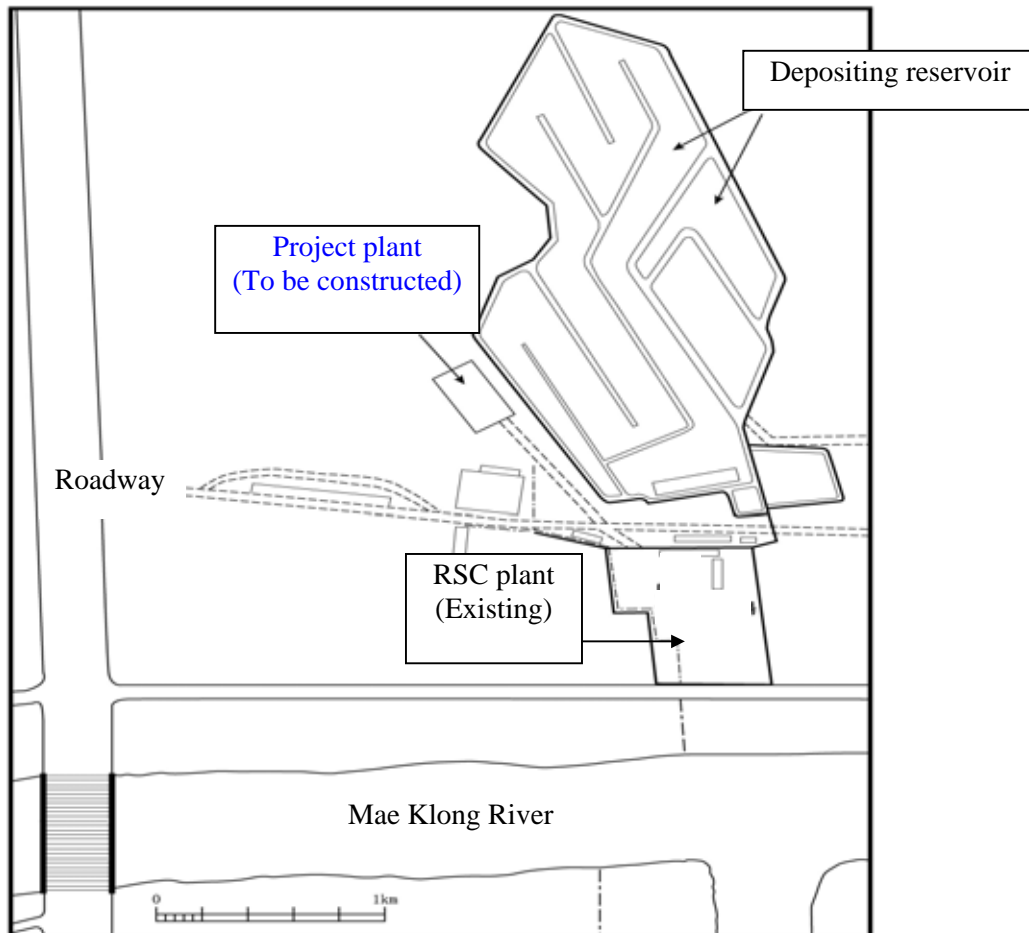 Depositing reservoir
Project plant
(To be constructed)
Roadway
RSC plant
(Existing)
Mae Klong River
0
1km